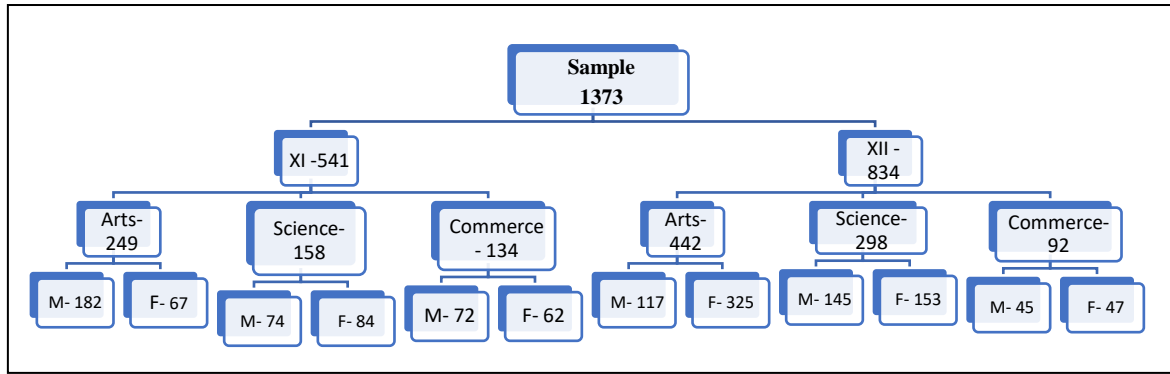 Sample
1373
XI -541
XII -
834
Arts-
249
Science-
158
Commerce
- 134
Arts-
442
Science-
298
Commerce-
92
M- 182
F- 67
M- 74
F- 84
M- 72
F- 62
M- 117
F- 325
M- 145
F- 153
M- 45
F- 47